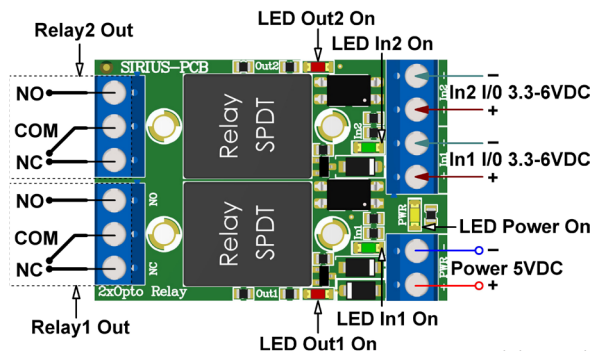 LED Out2 On
Relay2 Out
LED In2 On
SIRIUS-PCB
Out2
NO
COM
NC
Relay
SPDT
In2
In2
−
In2 I/0 3.3-6VDC
+
−
In1 I/0 3.3-6VDC
+
In1
NO
COM
NC
NO
NC
Relay
SPDT
In1
PWR
LED Power On
−
Power 5VDC
+
PWR
2xOpto Relay
Out1
Relay1 Out
LED In1 On
LED Out1 On